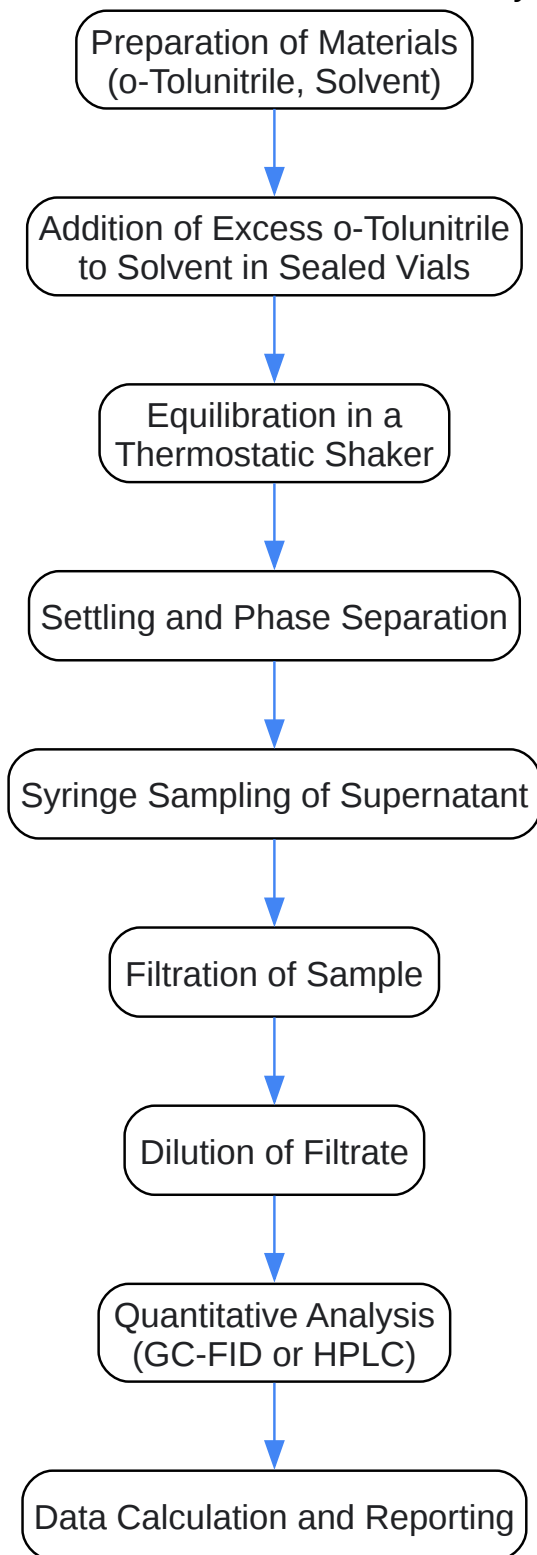 Preparation of Materials
(o-Tolunitrile, Solvent)
Addition of Excess o-Tolunitrile
to Solvent in Sealed Vials
Equilibration in a
Thermostatic Shaker
Settling and Phase Separation
Syringe Sampling of Supernatant
Filtration of Sample
Dilution of Filtrate
Quantitative Analysis
(GC-FID or HPLC)
Data Calculation and Reporting